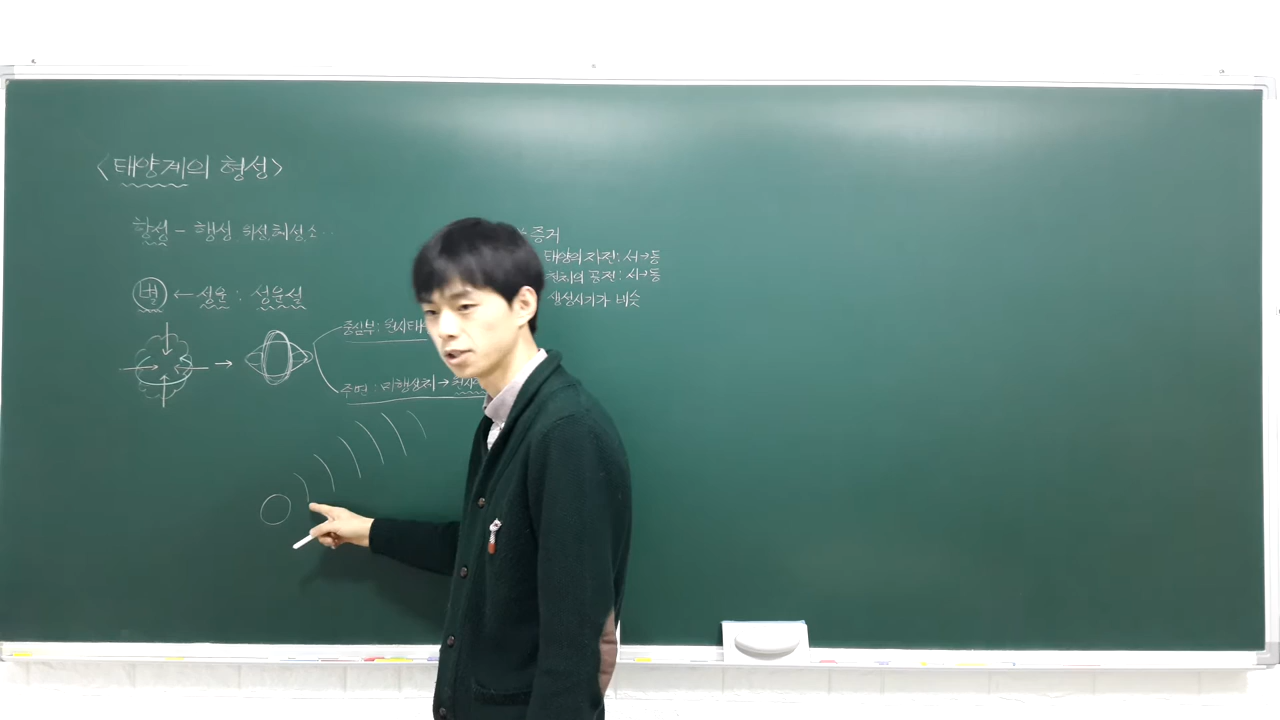 <태양계의 형성>
항성 - 행성, 위성, 혜성, 소..
별 ← 성운 : 성운설
중심부 : 원시태
주변 : 미행성체 →
증거
태양의 자전 : 서→동
천체의 공전 : 서→동
생성시기가 비슷